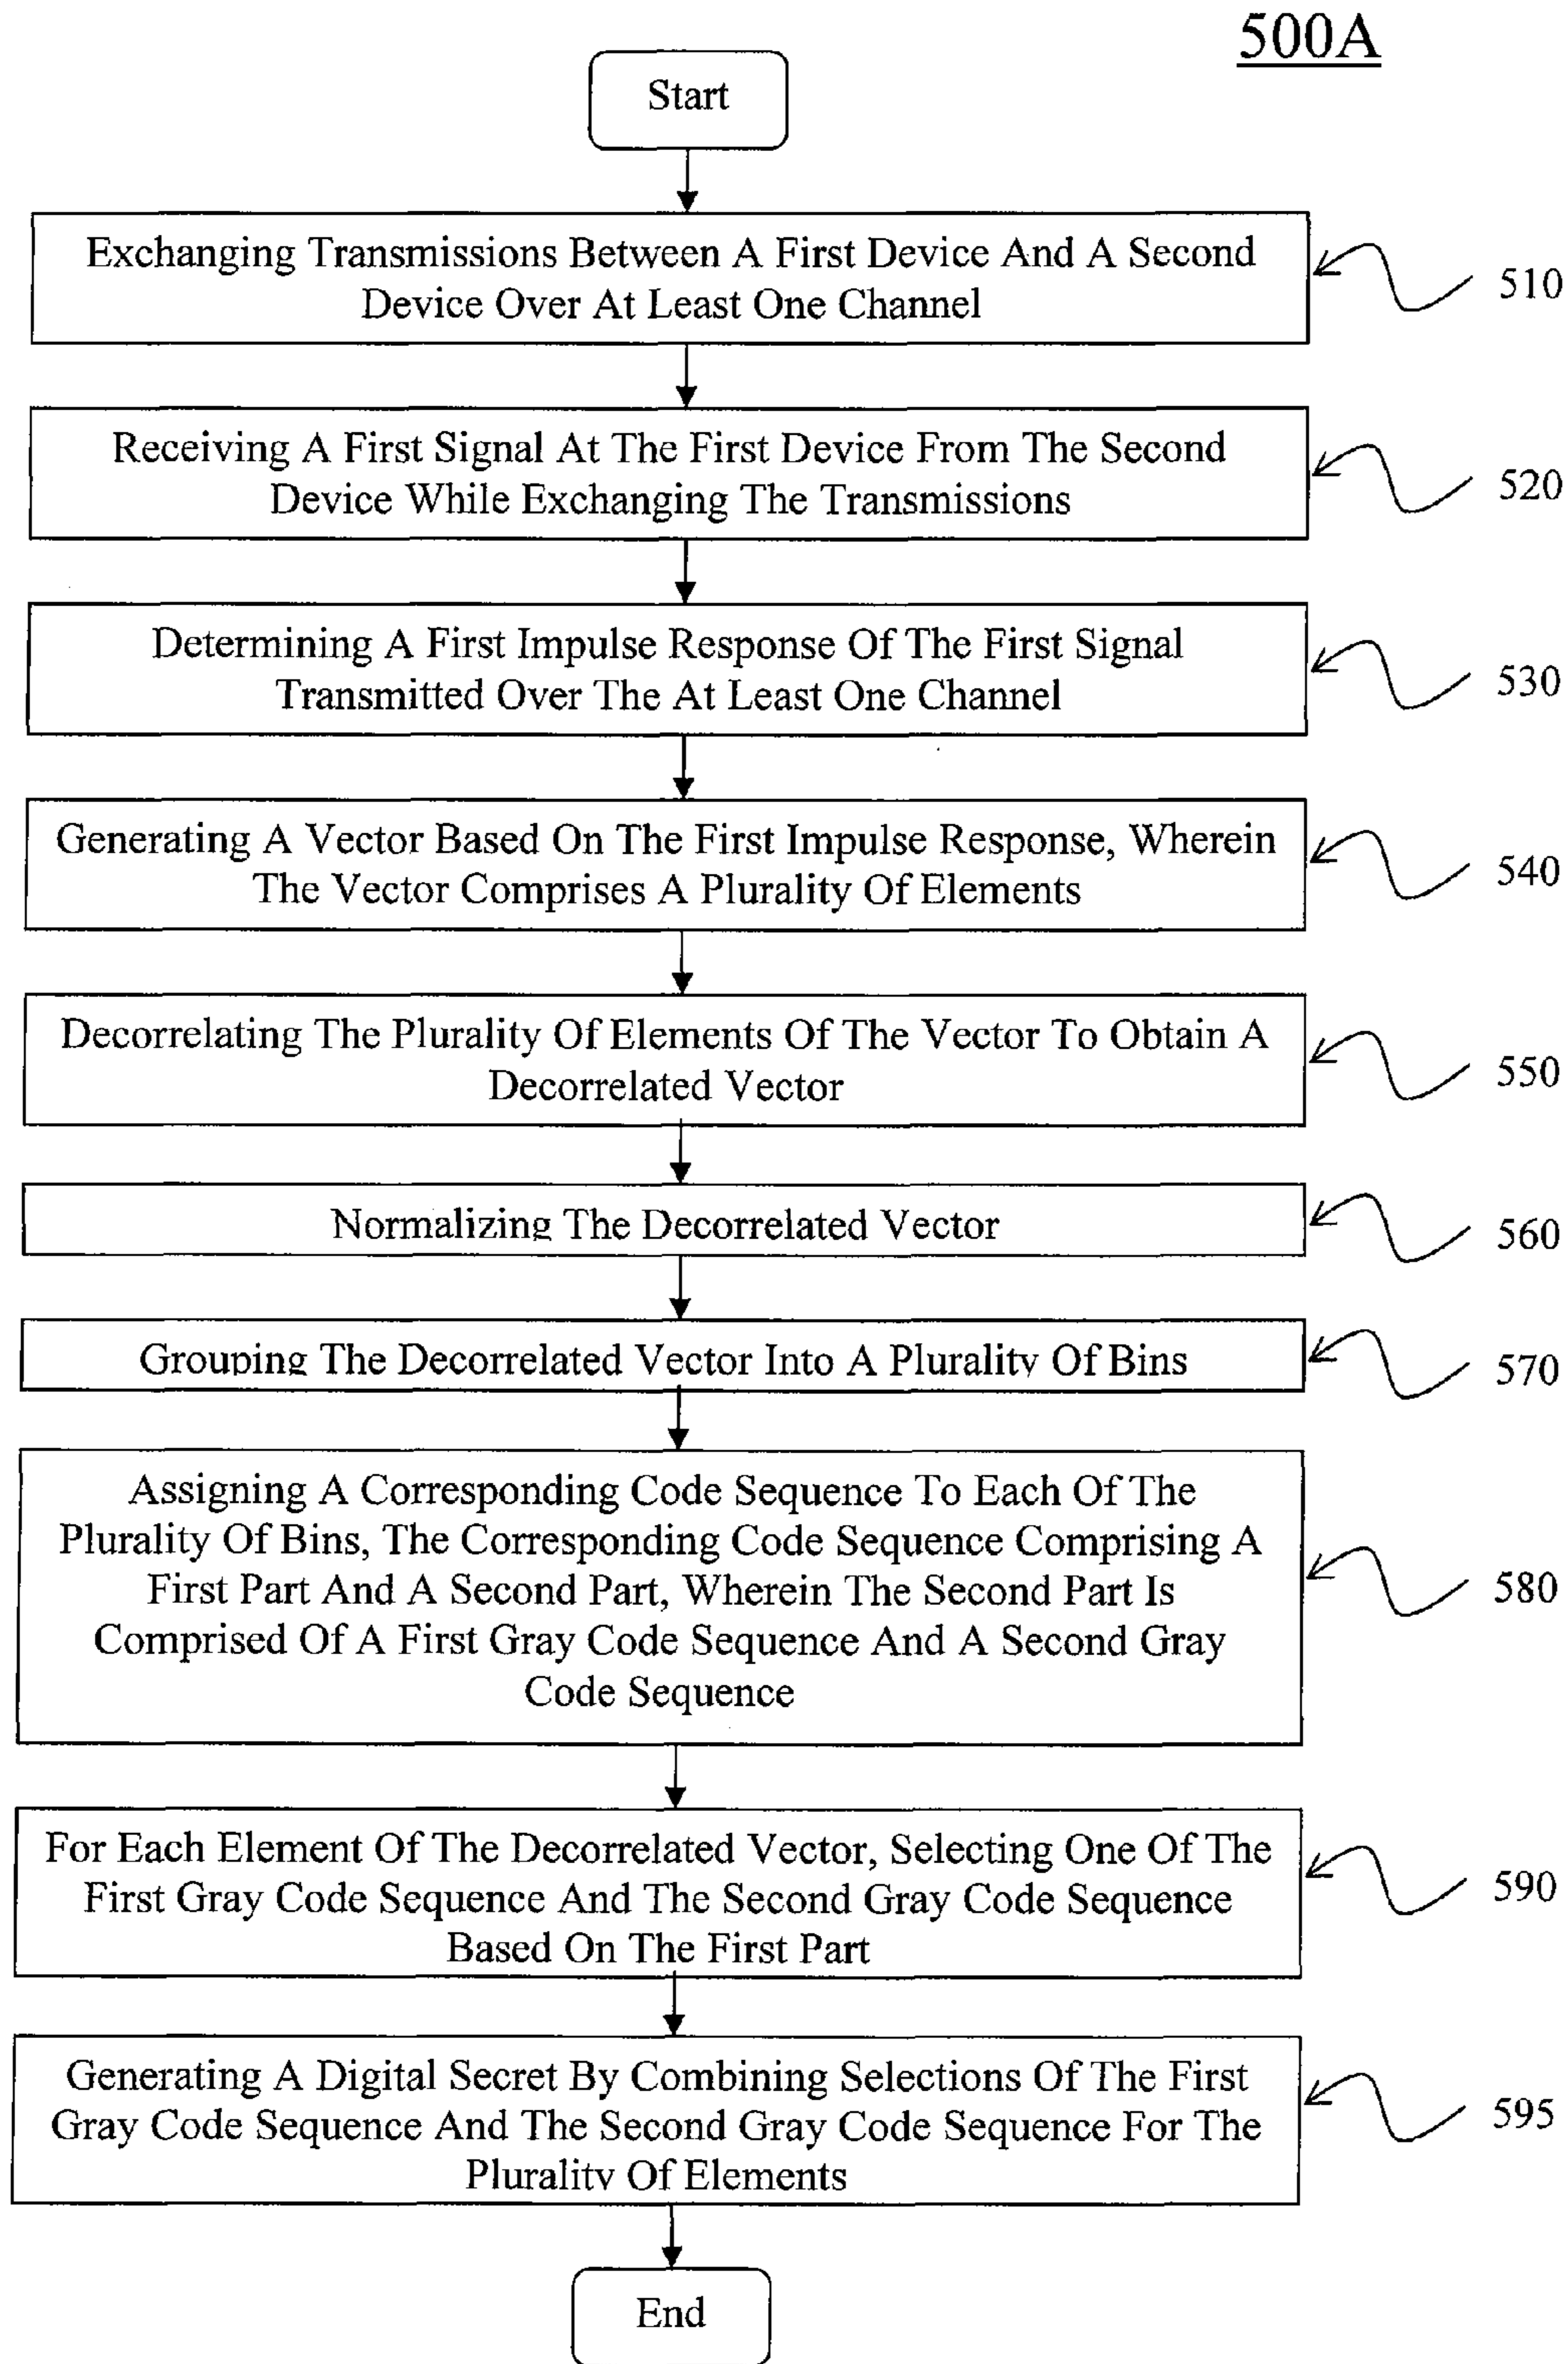 500A
Start
Exchanging Transmissions Between A First Device And A Second
Device Over At Least One Channel
510
Receiving A First Signal At The First Device From The Second
Device While Exchanging The Transmissions
520
Determining A First Impulse Response Of The First Signal
Transmitted Over The At Least One Channel
530
Generating A Vector Based On The First Impulse Response, Wherein
The Vector Comprises A Plurality Of Elements
540
Decorrelating The Plurality Of Elements Of The Vector To Obtain A
Decorrelated Vector
550
Normalizing The Decorrelated Vector
560
Grouping The Decorrelated Vector Into A Plurality Of Bins
570
Assigning A Corresponding Code Sequence To Each Of The
Plurality Of Bins, The Corresponding Code Sequence Comprising A
First Part And A Second Part, Wherein The Second Part Is
Comprised Of A First Gray Code Sequence And A Second Gray
Code Sequence
580
For Each Element Of The Decorrelated Vector, Selecting One Of The
First Gray Code Sequence And The Second Gray Code Sequence
Based On The First Part
590
Generating A Digital Secret By Combining Selections Of The First
Gray Code Sequence And The Second Gray Code Sequence For The
Plurality Of Elements
595
End